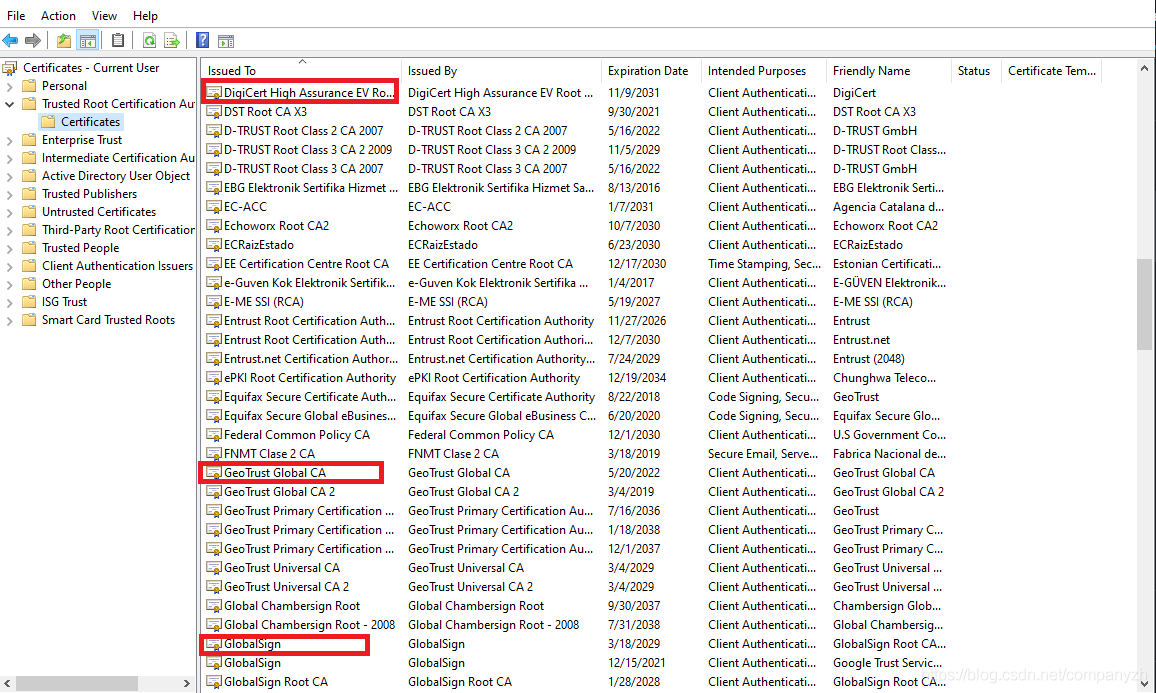 File Action View Help
Certificates - Current User
Personal
Trusted Root Certification Au
Certificates
Enterprise Trust
Intermediate Certification Au
Active Directory User Object
Trusted Publishers
Untrusted Certificates
Third-Party Root Certification
Trusted People
Client Authentication Issuers
Other People
ISG Trust
Smart Card Trusted Roots
Issued To Issued By Expiration Date Intended Purposes Friendly Name Status Certificate Tem...
DigiCert High Assurance EV Ro... DigiCert High Assurance EV Root ... 11/9/2031 Client Authenticati... DigiCert
DST Root CA X3 DST Root CA X3 9/30/2021 Client Authenticati... DST Root CA X3
D-TRUST Root Class 2 CA 2007 D-TRUST Root Class 2 CA 2007 5/16/2022 Client Authenticati... D-TRUST GmbH
D-TRUST Root Class 3 CA 2 2009 D-TRUST Root Class 3 CA 2 2009 11/5/2029 Client Authenticati... D-TRUST Root Class...
D-TRUST Root Class 3 CA 2007 D-TRUST Root Class 3 CA 2007 5/16/2022 Client Authenticati... D-TRUST GmbH
EBG Elektronik Sertifika Hizmet ... EBG Elektronik Sertifika Hizmet Sa... 8/13/2016 Client Authenticati... EBG Elektronik Serti...
EC-ACC EC-ACC 1/7/2031 Client Authenticati... Agencia Catalana d...
Echoworx Root CA2 Echoworx Root CA2 10/7/2030 Client Authenticati... Echoworx Root CA2
ECRaizEstado ECRaizEstado 6/23/2030 Client Authenticati... ECRaizEstado
EE Certification Centre Root CA EE Certification Centre Root CA 12/17/2030 Time Stamping, Sec... Estonian Certificati...
e-Guven Kok Elektronik Sertifik... e-Guven Kok Elektronik Sertifika ... 1/4/2017 Client Authenticati... E-GÜVEN Elektronik...
E-ME SSI (RCA) E-ME SSI (RCA) 5/19/2027 Client Authenticati... E-ME SSI (RCA)
Entrust Root Certification Auth... Entrust Root Certification Authority 11/27/2026 Client Authenticati... Entrust
Entrust Root Certification Auth... Entrust Root Certification Authori... 12/7/2030 Client Authenticati... Entrust.net
Entrust.net Certification Author... Entrust.net Certification Authority... 7/24/2029 Client Authenticati... Entrust (2048)
ePKI Root Certification Authority ePKI Root Certification Authority 12/19/2034 Client Authenticati... Chunghwa Teleco...
Equifax Secure Certificate Auth... Equifax Secure Certificate Authority 8/22/2018 Code Signing, Secu... GeoTrust
Equifax Secure Global eBusines... Equifax Secure Global eBusiness C... 6/20/2020 Code Signing, Secu... Equifax Secure Glo...
Federal Common Policy CA Federal Common Policy CA 12/1/2030 Client Authenticati... U.S Government Co...
FNMT Clase 2 CA FNMT Clase 2 CA 3/18/2019 Secure Email, Serve... Fabrica Nacional de...
GeoTrust Global CA GeoTrust Global CA 5/20/2022 Client Authenticati... GeoTrust Global CA
GeoTrust Global CA 2 GeoTrust Global CA 2 3/4/2019 Client Authenticati... GeoTrust Global CA 2
GeoTrust Primary Certification ... GeoTrust Primary Certification Au... 7/16/2036 Client Authenticati... GeoTrust
GeoTrust Primary Certification ... GeoTrust Primary Certification Au... 1/18/2038 Client Authenticati... GeoTrust Primary C...
GeoTrust Primary Certification ... GeoTrust Primary Certification Au... 12/1/2037 Client Authenticati... GeoTrust Primary C...
GeoTrust Universal CA GeoTrust Universal CA 3/4/2029 Client Authenticati... GeoTrust Universal ...
GeoTrust Universal CA 2 GeoTrust Universal CA 2 3/4/2029 Client Authenticati... GeoTrust Universal ...
Global Chambersign Root Global Chambersign Root 9/30/2037 Client Authenticati... Chambersign Glob...
Global Chambersign Root - 2008 Global Chambersign Root - 2008 7/31/2038 Client Authenticati... Global Chambersig...
GlobalSign GlobalSign 3/18/2029 Client Authenticati... GlobalSign Root CA...
GlobalSign GlobalSign 12/15/2021 Client Authenticati... Google Trust Servic...
GlobalSign Root CA GlobalSign Root CA 1/28/2028 Client Authenticati... GlobalSign Root CA...